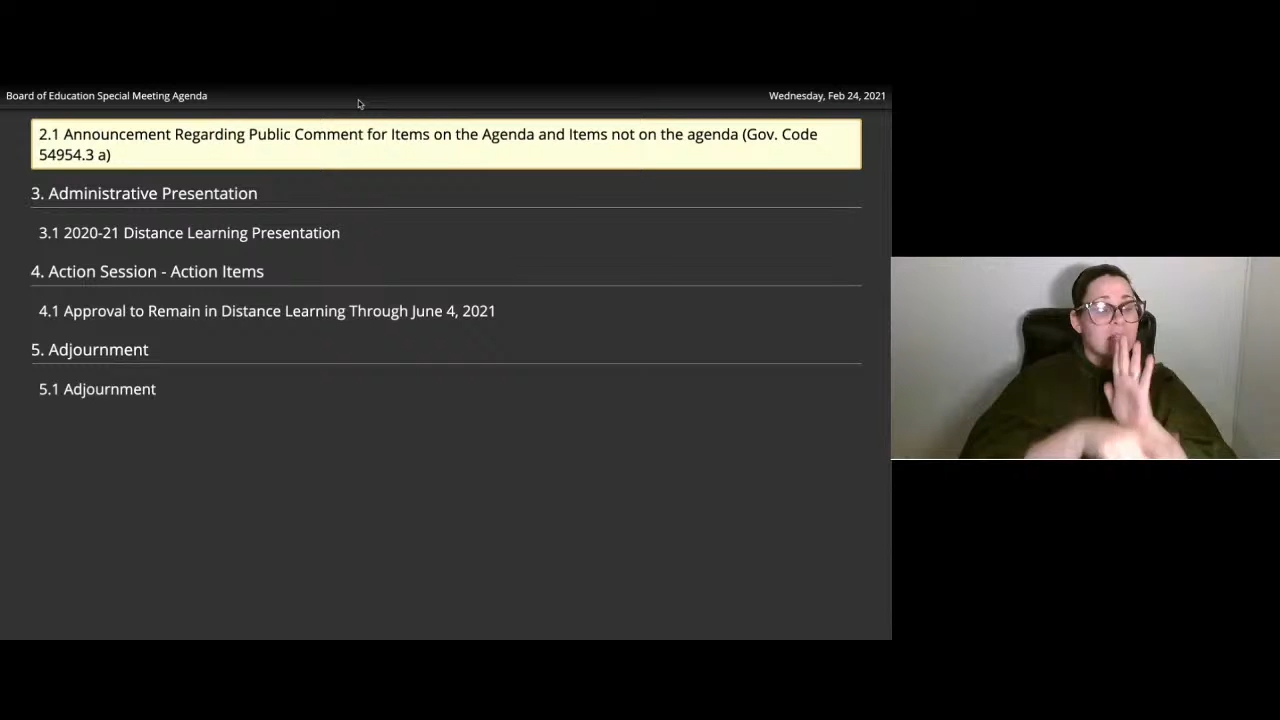 Board of Education Special Meeting Agenda
Wednesday, Feb 24, 2021
2.1 Announcement Regarding Public Comment for Items on the Agenda and Items not on the agenda (Gov. Code
54954.3 a)
3. Administrative Presentation
3.1 2020-21 Distance Learning Presentation
4. Action Session - Action Items
4.1 Approval to Remain in Distance Learning Through June 4, 2021
5. Adjournment
5.1 Adjournment